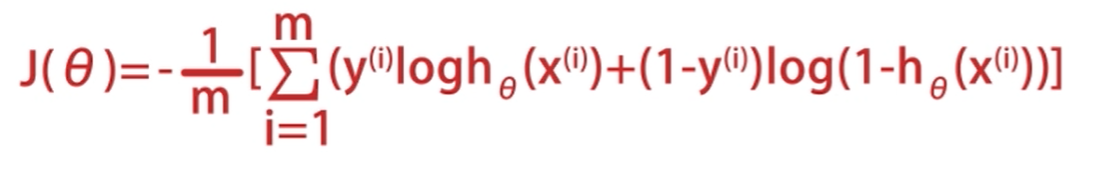 J(θ)=-1/m[∑_{i=1}^{m}(y⁽ⁱ⁾logh_θ(x⁽ⁱ⁾)+(1-y⁽ⁱ⁾)log(1-h_θ(x⁽ⁱ⁾))]